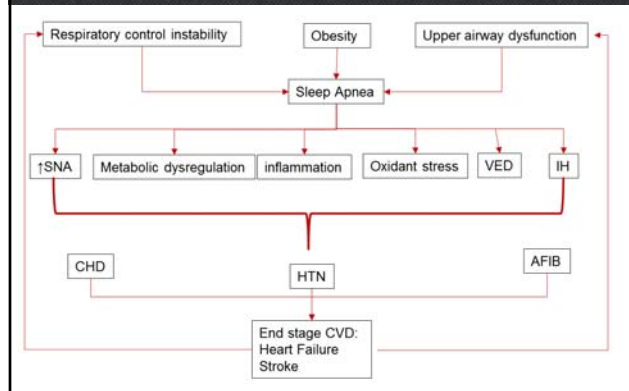 Respiratory control instability
Obesity
Upper airway dysfunction
Sleep Apnea
↑SNA
Metabolic dysregulation
inflammation
Oxidant stress
VED
IH
CHD
HTN
AFIB
End stage CVD:
Heart Failure
Stroke